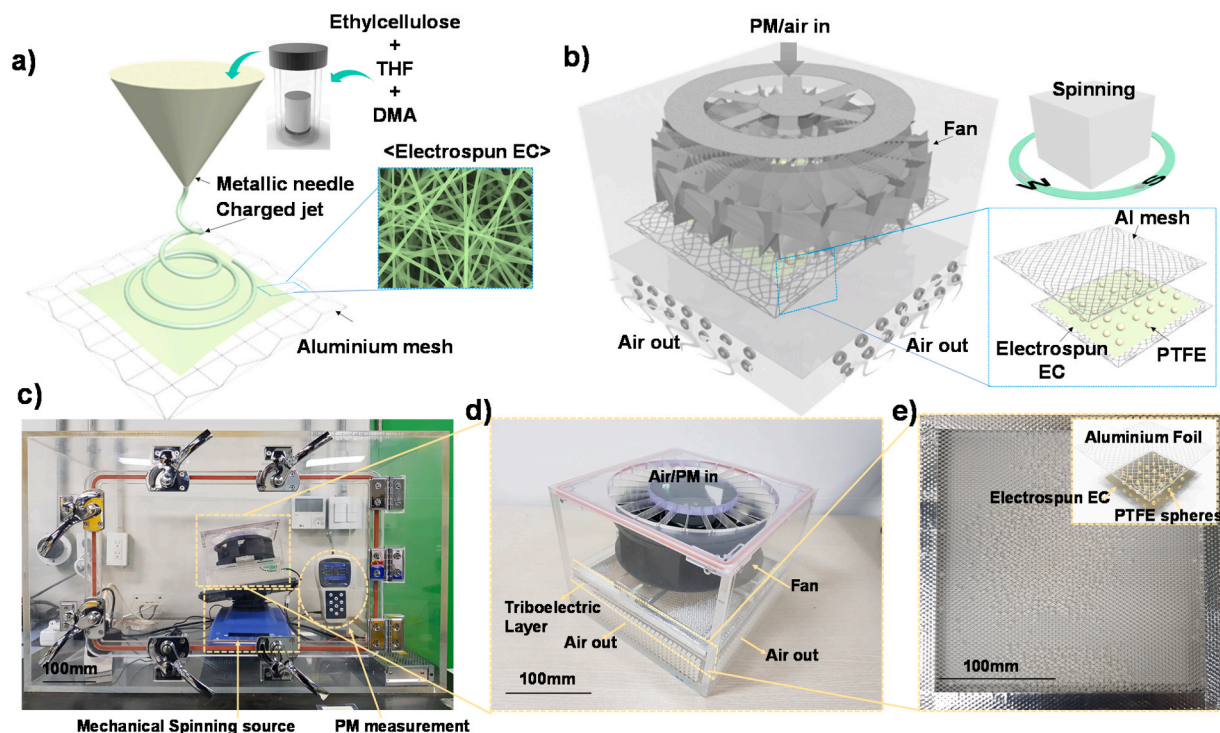 a)
Ethylcellulose
+
THF
+
DMA
<Electrospun EC>
Metallic needle
Charged jet
Aluminium mesh
b)
PM/air in
Fan
Spinning
W
S
Al mesh
Air out
Air out
Electrospun
EC
PTFE
c)
100mm
Mechanical Spinning source
PM measurement
d)
Air/PM in
Fan
Triboelectric
Layer
Air out
Air out
100mm
e)
Aluminium Foil
Electrospun EC
PTFE spheres
100mm